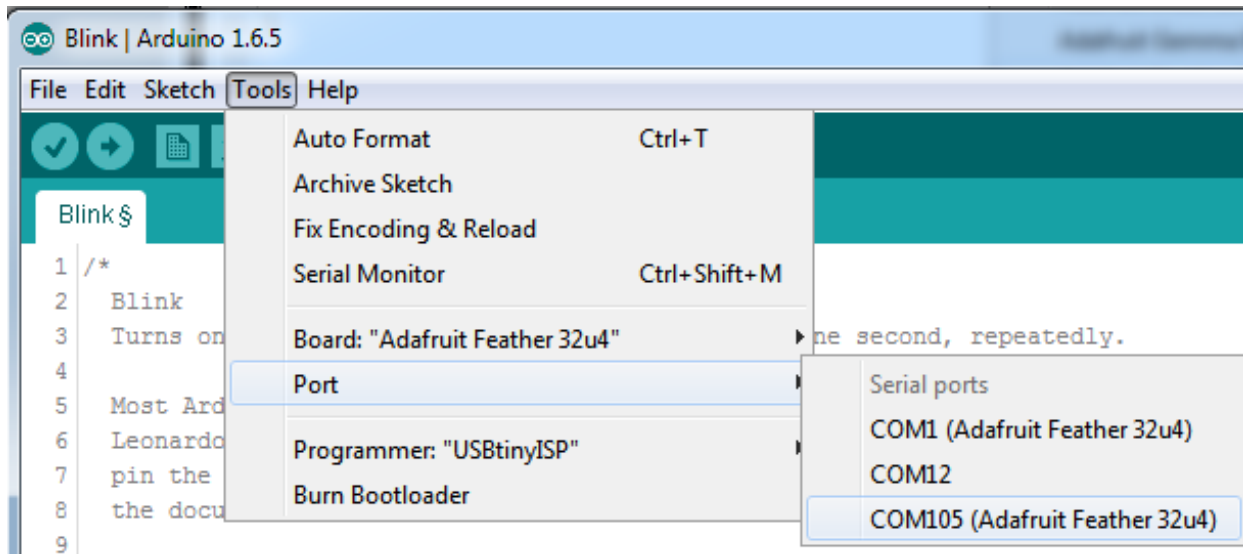 Blink | Arduino 1.6.5
File Edit Sketch Tools Help
Auto Format Ctrl+T
Archive Sketch
Blink §
Fix Encoding & Reload
1 /*
Serial Monitor Ctrl+Shift+M
2 Blink
3 Turns on
Board: "Adafruit Feather 32u4"
ne second, repeatedly.
4
Port
Serial ports
5 Most Ard
COM1 (Adafruit Feather 32u4)
6 Leonardo
Programmer: "USBtinyISP"
7 pin the
COM12
Burn Bootloader
8 the docu
COM105 (Adafruit Feather 32u4)
9